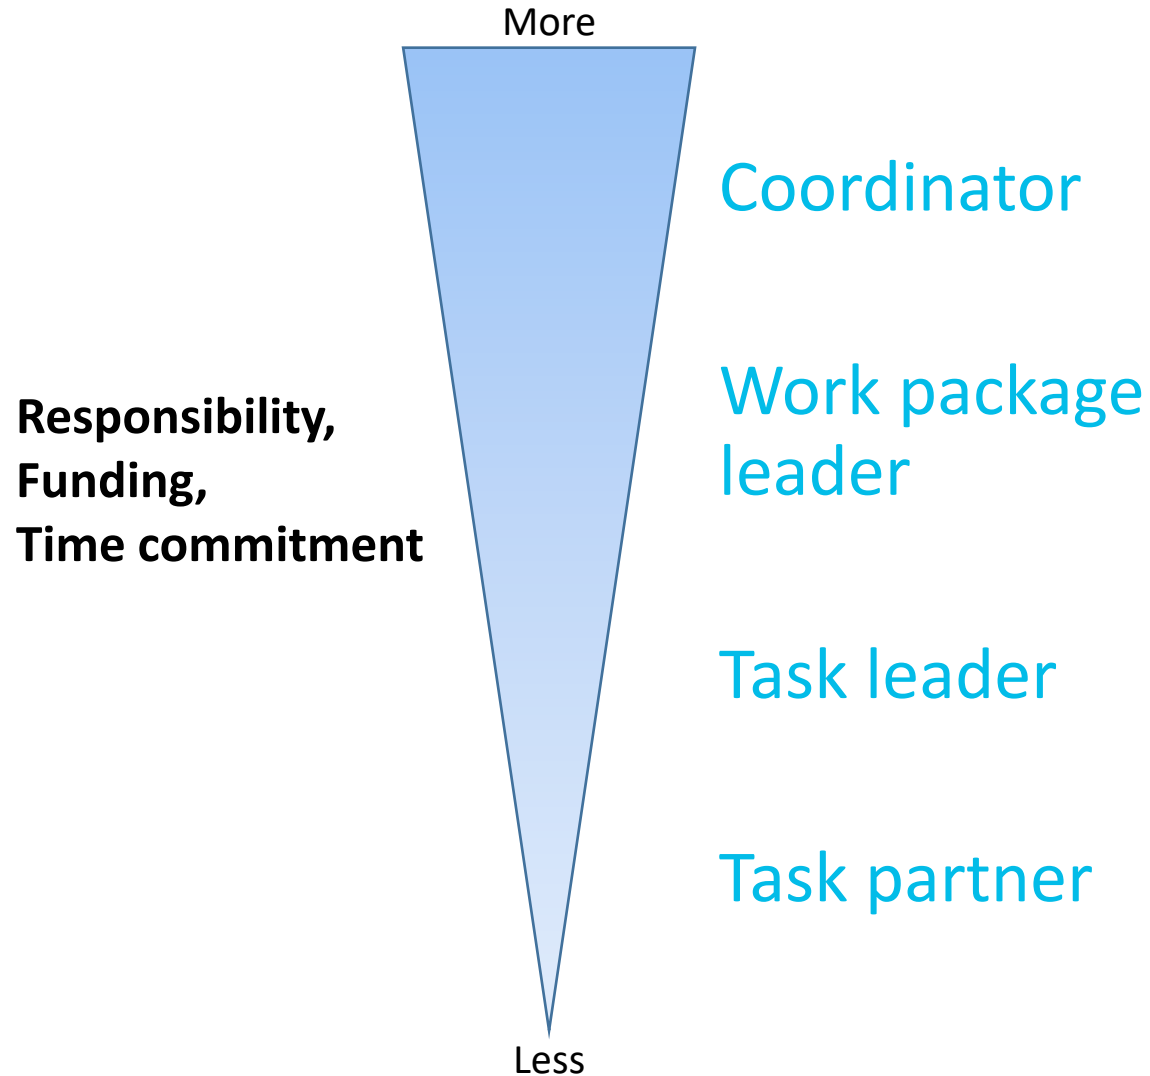 More
Coordinator
Work package
leader
Responsibility,
Funding,
Time commitment
Task leader
Task partner
Less